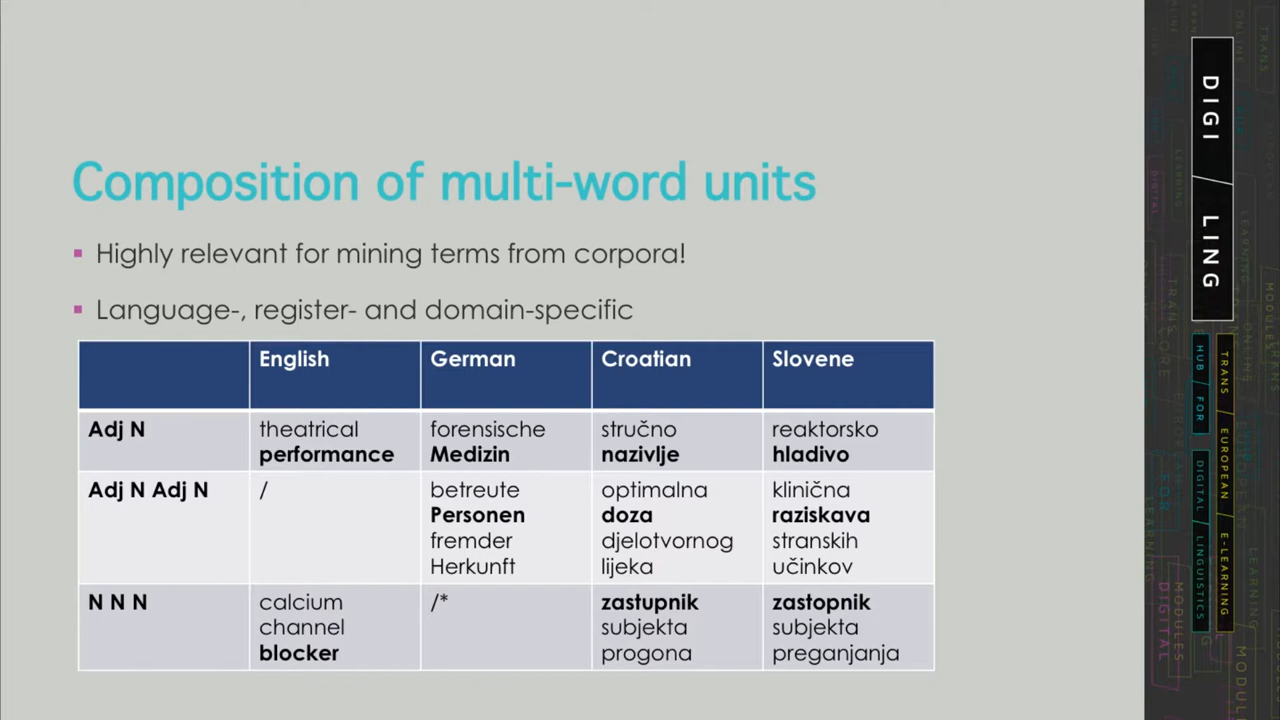 Composition of multi-word units
▪ Highly relevant for mining terms from corpora!
▪ Language-, register- and domain-specific
English German Croatian Slovene
Adj N
theatrical
performance
forensische
Medizin
stručno
nazivlje
reaktorsko
hladivo
Adj N Adj N
/
betreute
Personen
fremder
Herkunft
optimalna
doza
djelotvornog
lijeka
klinična
raziskava
stranskih
učinkov
N N N
calcium
channel
blocker
/*
zastupnik
subjekta
progona
zastopnik
subjekta
preganjanja
DIGI / LING
HUB / FOR / DIGITAL / LINGUISTICS
TRANS / EUROPEAN / E-LEARNING